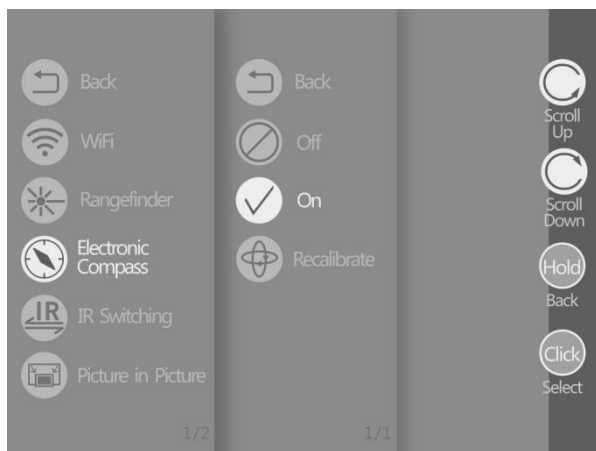 Back
WiFi
Rangefinder
Electronic
Compass
IR
IR Switching
Picture in Picture
1/2
Back
Off
On
Recalibrate
1/1
Scroll
Up
Scroll
Down
Hold
Back
Click
Select